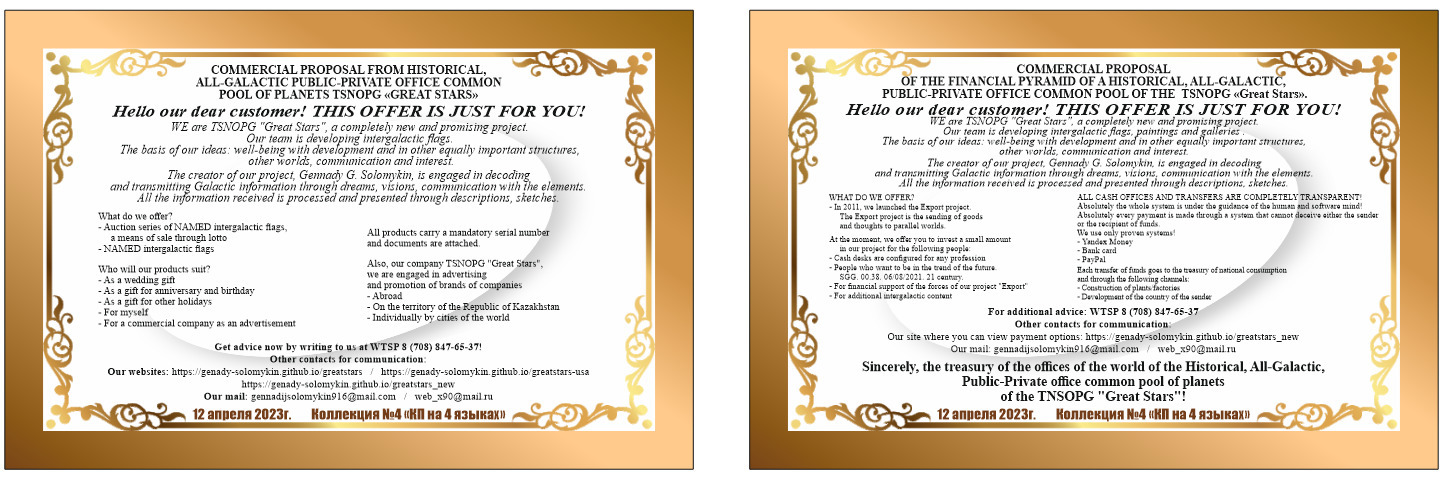 COMMERCIAL PROPOSAL FROM HISTORICAL,
ALL-GALACTIC PUBLIC-PRIVATE OFFICE COMMON
POOL OF PLANETS TSNOPG «GREAT STARS»
Hello our dear customer! THIS OFFER IS JUST FOR YOU!
WE are TSNOPG "Great Stars", a completely new and promising project.
Our team is developing intergalactic flags.
The basis of our ideas: well-being with development and in other equally important structures,
other worlds, communication and interest.
The creator of our project, Gennady G. Solomykin, is engaged in decoding
and transmitting Galactic information through dreams, visions, communication with the elements.
All the information received is processed and presented through descriptions, sketches.
What do we offer?
- Auction series of NAMED intergalactic flags,
a means of sale through lotto
- NAMED intergalactic flags
Who will our products suit?
- As a wedding gift
- As a gift for anniversary and birthday
- As a gift for other holidays
- For myself
- For a commercial company as an advertisement
All products carry a mandatory serial number
and documents are attached.
Also, our company TSNOPG "Great Stars",
we are engaged in advertising
and promotion of brands of companies
- Abroad
- On the territory of the Republic of Kazakhstan
- Individually by cities of the world
Get advice now by writing to us at WTSP 8 (708) 847-65-37!
Other contacts for communication:
Our websites: https://genady-solomykin.github.io/greatstars / https://genady-solomykin.github.io/greatstars-usa
https://genady-solomykin.github.io/greatstars_new
Our mail: gennadijsolomykin916@mail.com / web_x90@mail.ru
12 апреля 2023г. Коллекция №4 «КП на 4 языках»
COMMERCIAL PROPOSAL
OF THE FINANCIAL PYRAMID OF A HISTORICAL, ALL-GALACTIC,
PUBLIC-PRIVATE OFFICE COMMON POOL OF THE TSNOPG «Great Stars».
Hello our dear customer! THIS OFFER IS JUST FOR YOU!
WE are TSNOPG "Great Stars", a completely new and promising project.
Our team is developing intergalactic flags, paintings and galleries .
The basis of our ideas: well-being with development and in other equally important structures,
other worlds, communication and interest.
The creator of our project, Gennady G. Solomykin, is engaged in decoding
and transmitting Galactic information through dreams, visions, communication with the elements.
All the information received is processed and presented through descriptions, sketches.
WHAT DO WE OFFER?
- In 2011, we launched the Export project.
The Export project is the sending of goods
and thoughts to parallel worlds.
At the moment, we offer you to invest a small amount
in our project for the following people:
- Cash desks are configured for any profession
- People who want to be in the trend of the future.
SGG. 00.38. 06/08/2021. 21 century.
- For financial support of the forces of our project "Export"
- For additional intergalactic content
ALL CASH OFFICES AND TRANSFERS ARE COMPLETELY TRANSPARENT!
Absolutely the whole system is under the guidance of the human and software mind!
Absolutely every payment is made through a system that cannot deceive either the sender
or the recipient of funds.
We use only proven systems!
- Yandex Money
- Bank card
- PayPal
Each transfer of funds goes to the treasury of national consumption
and through the following channels:
- Construction of plants/factories
- Development of the country of the sender
For additional advice: WTSP 8 (708) 847-65-37
Other contacts for communication:
Our site where you can view payment options: https://genady-solomykin.github.io/greatstars_new
Our mail: gennadijsolomykin916@mail.com / web_x90@mail.ru
Sincerely, the treasury of the offices of the world of the Historical, All-Galactic,
Public-Private office common pool of planets
of the TNSOPG "Great Stars"!
12 апреля 2023г. Коллекция №4 «КП на 4 языках»